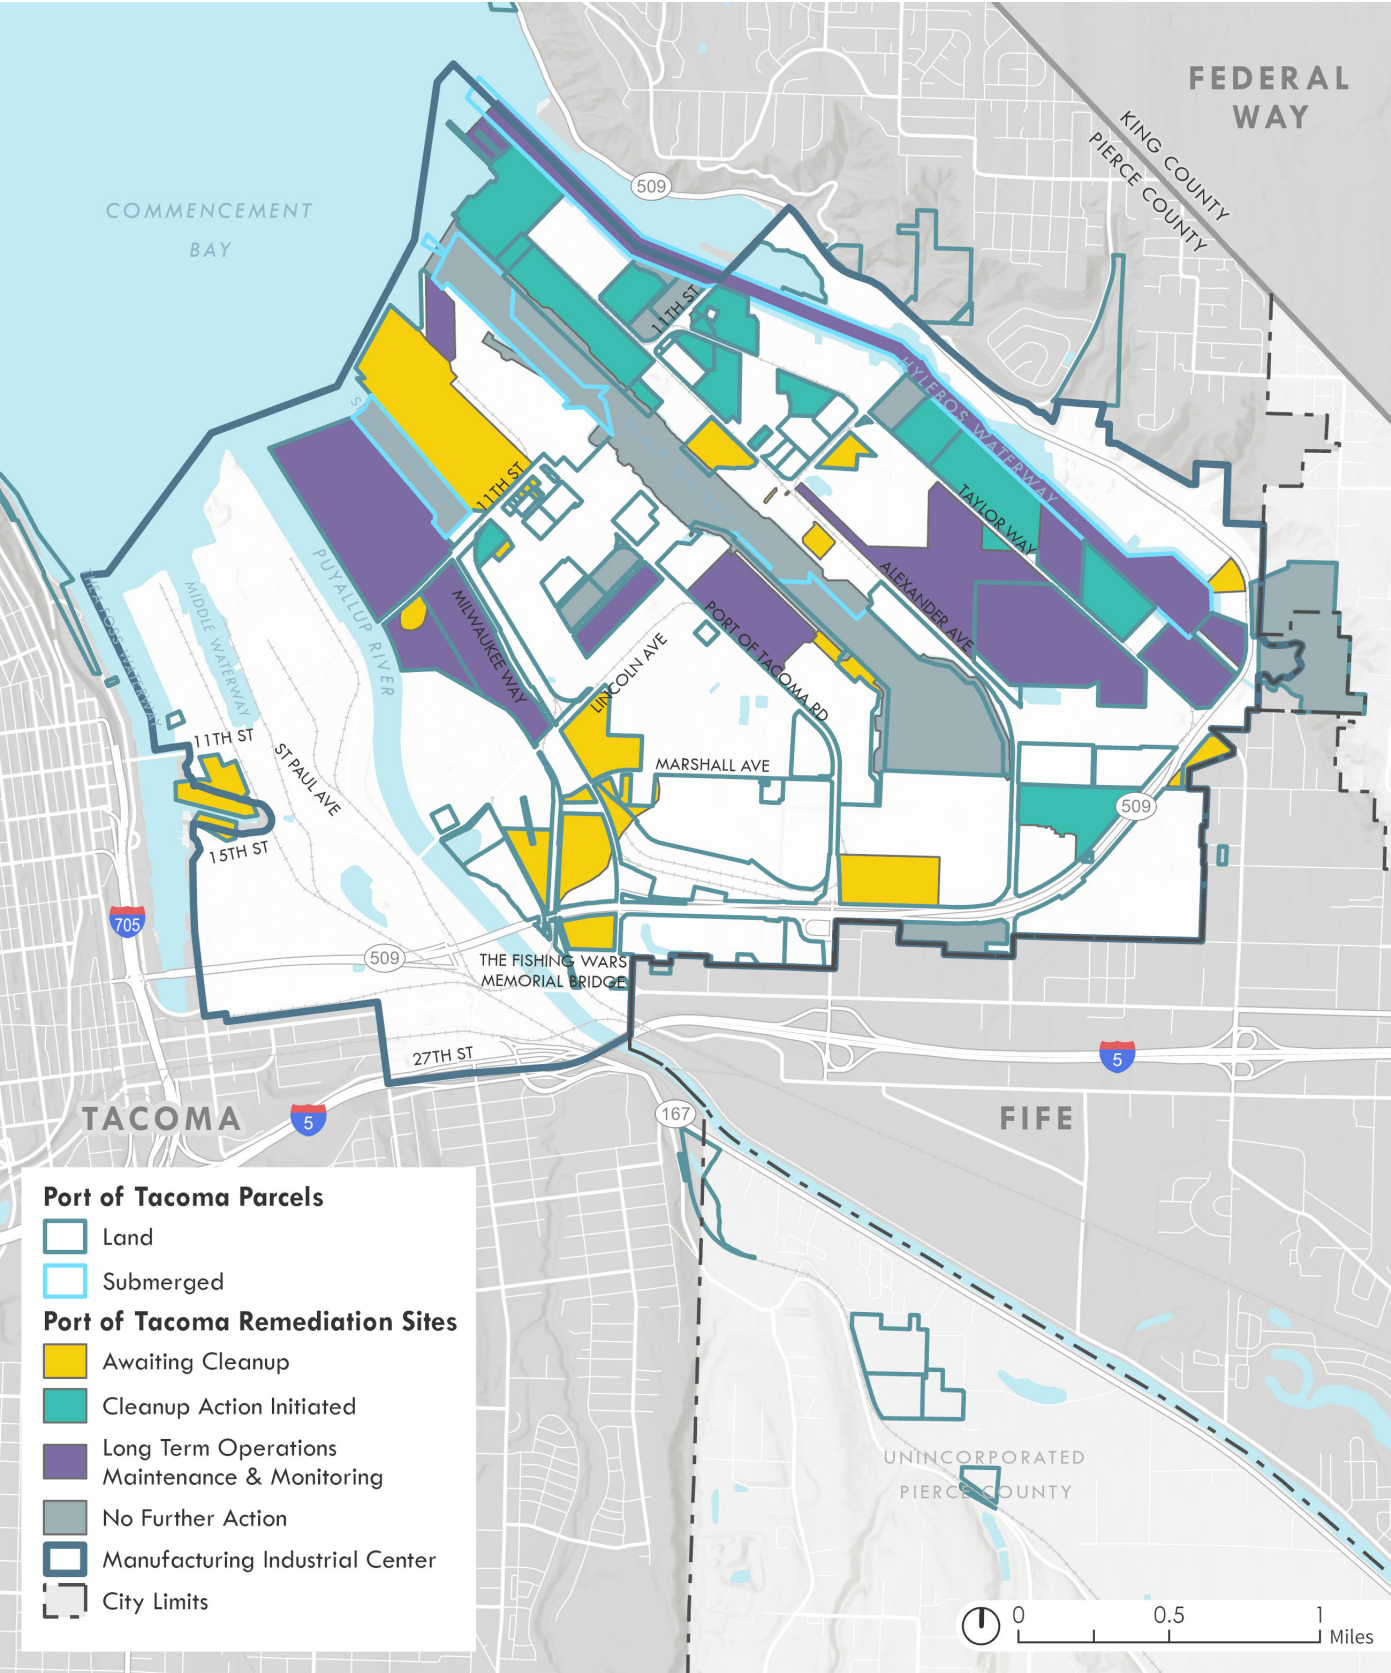 FEDERAL
WAY
KING COUNTY
PIERCE COUNTY
509
COMMENCEMENT
BAY
11TH ST
HYLEBOS WATERWAY
TAYLOR WAY
11TH ST
ALEXANDER AVE
PORT OF TACOMA RD
MILWAUKEE WAY
LINCOLN AVE
PUYALLUP RIVER
MIDDLE WATERWAY
THEA FOSS WATERWAY
11TH ST
ST PAUL AVE
MARSHALL AVE
509
15TH ST
705
509
THE FISHING WARS
MEMORIAL BRIDGE
27TH ST
5
TACOMA
5
167
FIFE
Port of Tacoma Parcels
Land
Submerged
Port of Tacoma Remediation Sites
Awaiting Cleanup
Cleanup Action Initiated
Long Term Operations
Maintenance & Monitoring
No Further Action
Manufacturing Industrial Center
City Limits
UNINCORPORATED
PIERCE COUNTY
0 0.5 1
Miles